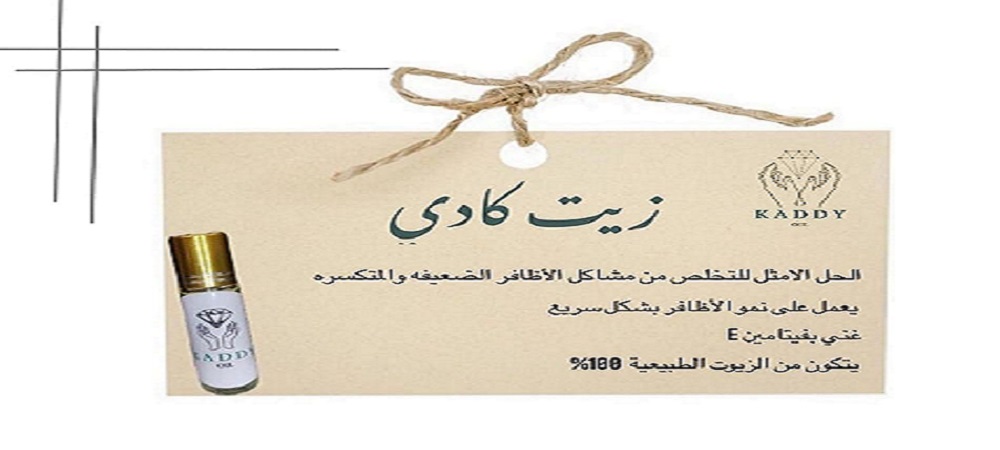 زيت كادي
KADDY
OIL
الحل الامثل للتخلص من مشاكل الأظافر الضعيفه والمتكسره
يعمل على نمو الأظافر بشكل سريع
غني بفيتامين E
يتكون من الزيوت الطبيعية 100%
KADDY
OIL